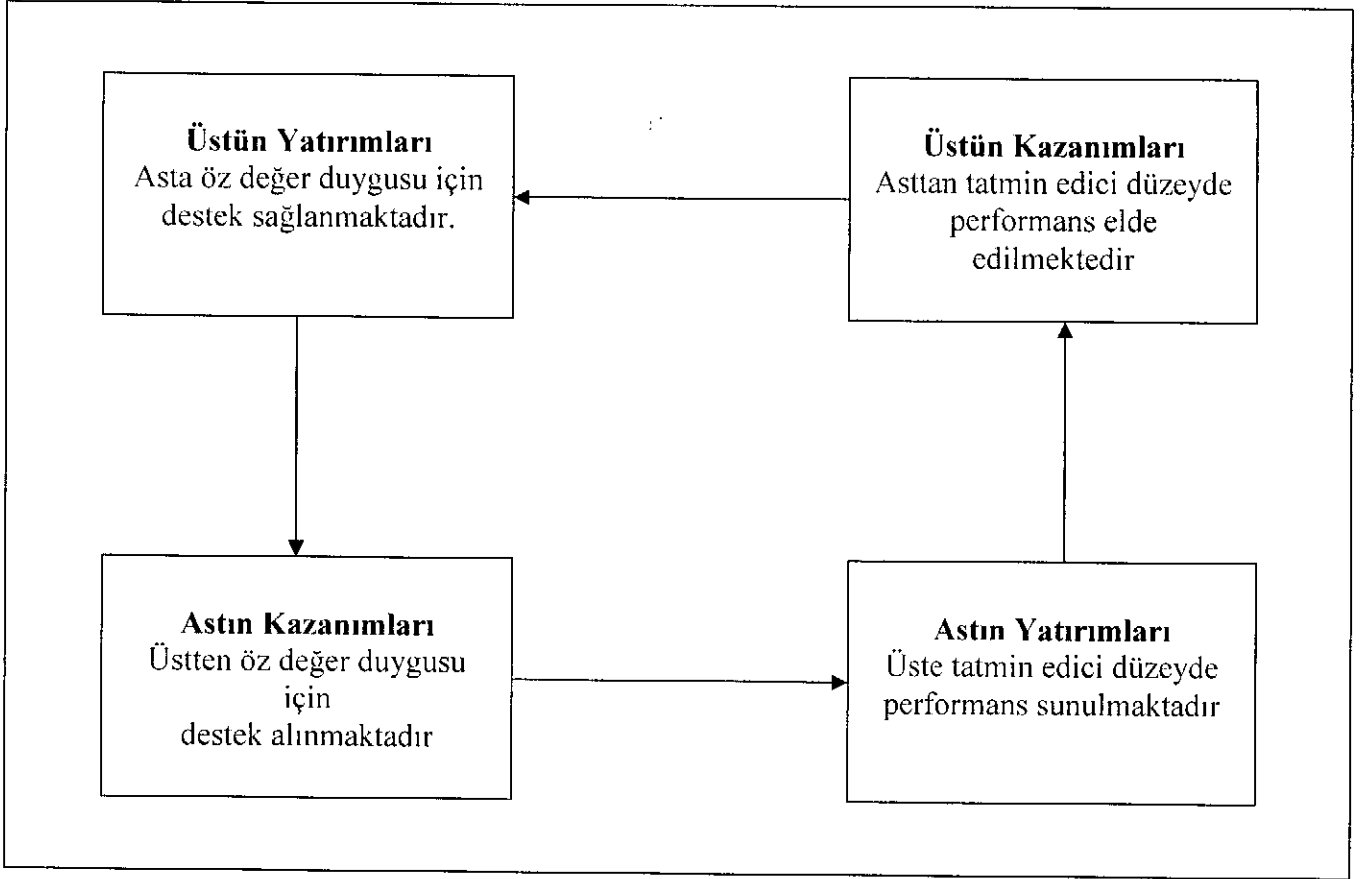 Üstün Yatırımları
Asta öz değer duygusu için
destek sağlanmaktadır.
Üstün Kazanımları
Asttan tatmin edici düzeyde
performans elde
edilmektedir
Astın Kazanımları
Üstten öz değer duygusu
için
destek alınmaktadır
Astın Yatırımları
Üste tatmin edici düzeyde
performans sunulmaktadır